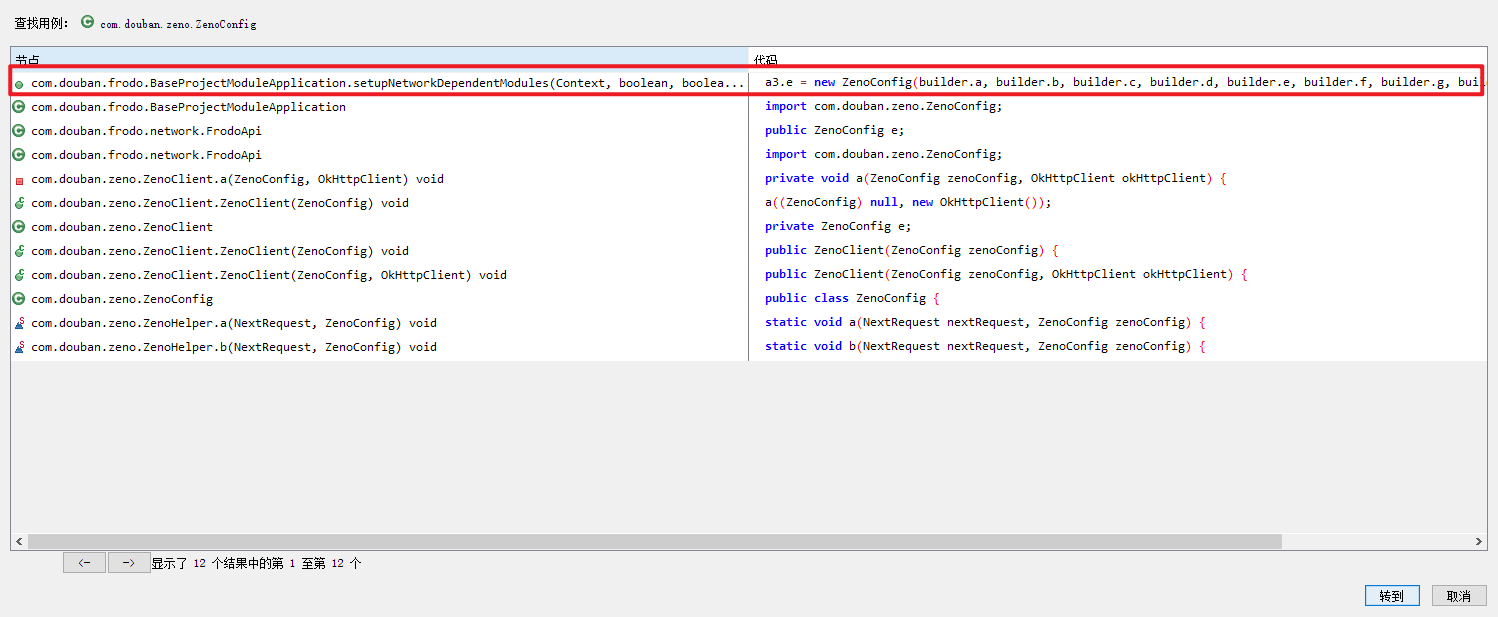 查找用例: com.douban.zeno.ZenoConfig
节点 代码
com.douban.frodo.BaseProjectModuleApplication.setupNetworkDependentModules(Context, boolean, boolea... a3.e = new ZenoConfig(builder.a, builder.b, builder.c, builder.d, builder.e, builder.f, builder.g, bui
com.douban.frodo.BaseProjectModuleApplication import com.douban.zeno.ZenoConfig;
com.douban.frodo.network.FrodoApi public ZenoConfig e;
com.douban.frodo.network.FrodoApi import com.douban.zeno.ZenoConfig;
com.douban.zeno.ZenoClient.a(ZenoConfig, OkHttpClient) void private void a(ZenoConfig zenoConfig, OkHttpClient okHttpClient) {
com.douban.zeno.ZenoClient.ZenoClient(ZenoConfig) void a((ZenoConfig) null, new OkHttpClient());
com.douban.zeno.ZenoClient private ZenoConfig e;
com.douban.zeno.ZenoClient.ZenoClient(ZenoConfig) void public ZenoClient(ZenoConfig zenoConfig) {
com.douban.zeno.ZenoClient.ZenoClient(ZenoConfig, OkHttpClient) void public ZenoClient(ZenoConfig zenoConfig, OkHttpClient okHttpClient) {
com.douban.zeno.ZenoConfig public class ZenoConfig {
com.douban.zeno.ZenoHelper.a(NextRequest, ZenoConfig) void static void a(NextRequest nextRequest, ZenoConfig zenoConfig) {
com.douban.zeno.ZenoHelper.b(NextRequest, ZenoConfig) void static void b(NextRequest nextRequest, ZenoConfig zenoConfig) {
<- -> 显示了 12 个结果中的第 1 至第 12 个
转到 取消